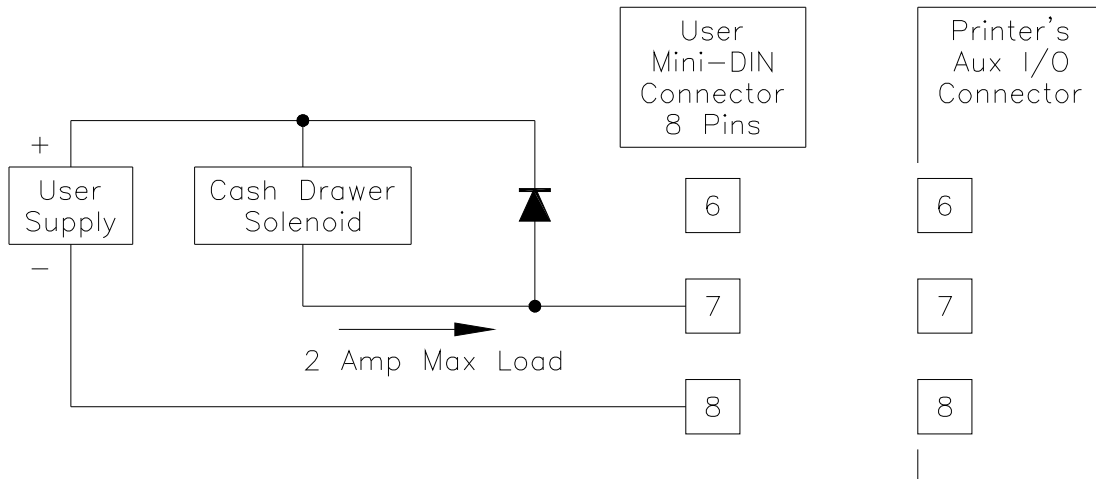 User
Mini-DIN
Connector
8 Pins
Printer's
Aux I/O
Connector
+
User
Supply
−
Cash Drawer
Solenoid
2 Amp Max Load
6
7
8
6
7
8